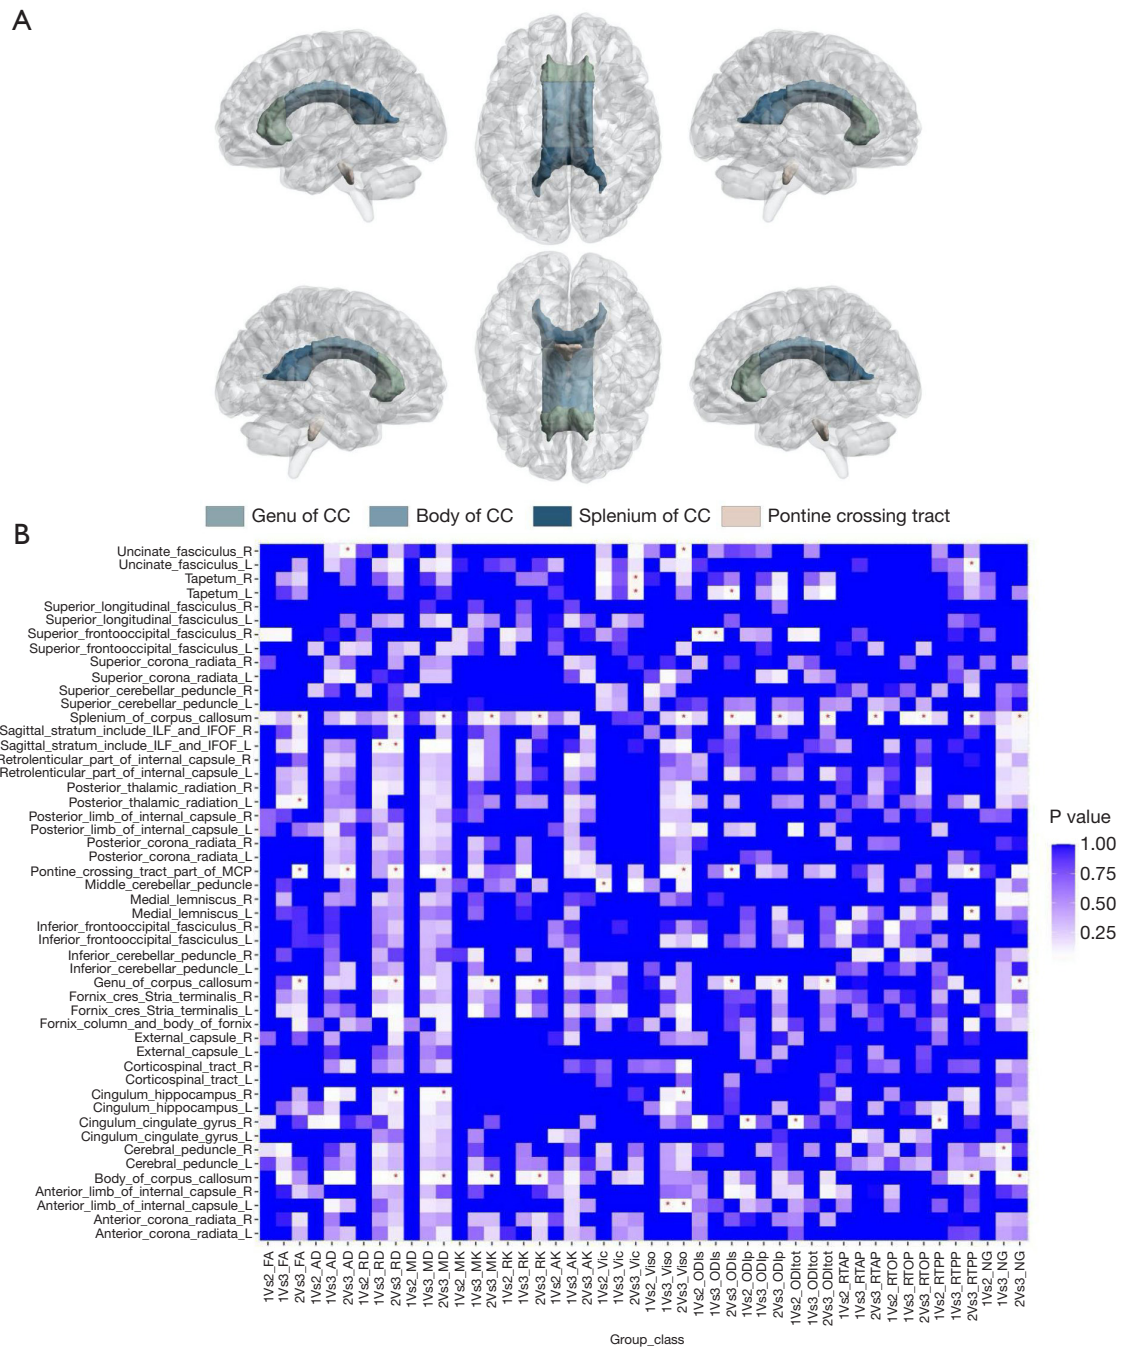 A
Genu of CC
Body of CC
Splenium of CC
Pontine crossing tract
B
Uncinate_fasciculus_R
Uncinate_fasciculus_L
Tapetum_R
Tapetum_L
Superior_longitudinal_fasciculus_R
Superior_longitudinal_fasciculus_L
Superior_frontooccipital_fasciculus_R
Superior_frontooccipital_fasciculus_L
Superior_corona_radiata_R
Superior_corona_radiata_L
Superior_cerebellar_peduncle_R
Superior_cerebellar_peduncle_L
Splenium_of_corpus_callosum
Sagittal_stratum_include_ILF_and_IFOF_R
Sagittal_stratum_include_ILF_and_IFOF_L
Retrolenticular_part_of_internal_capsule_R
Retrolenticular_part_of_internal_capsule_L
Posterior_thalamic_radiation_R
Posterior_thalamic_radiation_L
Posterior_limb_of_internal_capsule_R
Posterior_limb_of_internal_capsule_L
Posterior_corona_radiata_R
Posterior_corona_radiata_L
Pontine_crossing_tract_part_of_MCP
Middle_cerebellar_peduncle
Medial_lemniscus_R
Medial_lemniscus_L
Inferior_frontooccipital_fasciculus_R
Inferior_frontooccipital_fasciculus_L
Inferior_cerebellar_peduncle_R
Inferior_cerebellar_peduncle_L
Genu_of_corpus_callosum
Fornix_cres_Stria_terminalis_R
Fornix_cres_Stria_terminalis_L
Fornix_column_and_body_of_fornix
External_capsule_R
External_capsule_L
Corticospinal_tract_R
Corticospinal_tract_L
Cingulum_hippocampus_R
Cingulum_hippocampus_L
Cingulum_cingulate_gyrus_R
Cingulum_cingulate_gyrus_L
Cerebral_peduncle_R
Cerebral_peduncle_L
Body_of_corpus_callosum
Anterior_limb_of_internal_capsule_R
Anterior_limb_of_internal_capsule_L
Anterior_corona_radiata_R
Anterior_corona_radiata_L
P value
1.00
0.75
0.50
0.25
1Vs2_FA
1Vs3_FA
2Vs3_FA
1Vs2_AD
1Vs3_AD
2Vs3_AD
1Vs2_RD
1Vs3_RD
2Vs3_RD
1Vs2_MD
1Vs3_MD
2Vs3_MD
1Vs2_MK
1Vs3_MK
2Vs3_MK
1Vs2_RK
1Vs3_RK
2Vs3_RK
1Vs2_AK
1Vs3_AK
2Vs3_AK
1Vs2_Vic
1Vs3_Vic
2Vs3_Vic
1Vs2_Viso
1Vs3_Viso
2Vs3_Viso
1Vs2_ODIs
1Vs3_ODIs
2Vs3_ODIs
1Vs2_ODIp
1Vs3_ODIp
2Vs3_ODIp
1Vs2_ODItot
1Vs3_ODItot
2Vs3_ODItot
1Vs2_RTAP
1Vs3_RTAP
2Vs3_RTAP
1Vs2_RTOP
1Vs3_RTOP
2Vs3_RTOP
1Vs2_RTPP
1Vs3_RTPP
2Vs3_RTPP
1Vs2_NG
1Vs3_NG
2Vs3_NG
Group_class